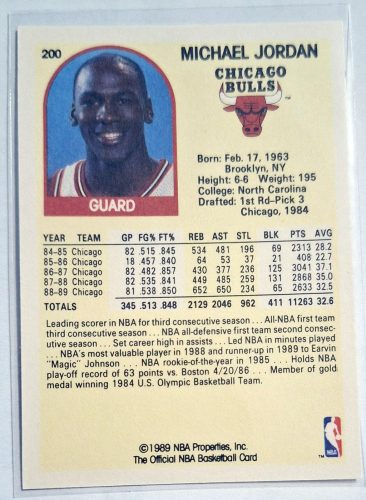 200
MICHAEL JORDAN
CHICAGO
BULLS
TM
Born: Feb. 17, 1963
Brooklyn, NY
Height: 6-6 Weight: 195
College: North Carolina
Drafted: 1st Rd-Pick 3
Chicago, 1984
GUARD
YEAR TEAM GP FG% FT% REB AST STL BLK PTS AVG
84-85 Chicago 82 .515 .845 534 481 196 69 2313 28.2
85-86 Chicago 18 .457 .840 64 53 37 21 408 22.7
86-87 Chicago 82 .482 .857 430 377 236 125 3041 37.1
87-88 Chicago 82 .535 .841 449 485 259 131 2868 35.0
88-89 Chicago 81 .538 .850 652 650 234 65 2633 32.5
TOTALS 345 .513 .848 2129 2046 962 411 11263 32.6
Leading scorer in NBA for third consecutive season . . . All-NBA first team
third consecutive season . . . NBA all-defensive first team second consec-
utive season . . . Set career high in assists . . . Led NBA in minutes played
. . . NBA's most valuable player in 1988 and runner-up in 1989 to Earvin
"Magic" Johnson . . . NBA rookie-of-the-year in 1985 . . . Holds NBA
play-off record of 63 points vs. Boston 4/20/86 . . . Member of gold
medal winning 1984 U.S. Olympic Basketball Team.
©1989 NBA Properties, Inc.
The Official NBA Basketball Card
NBA
TM